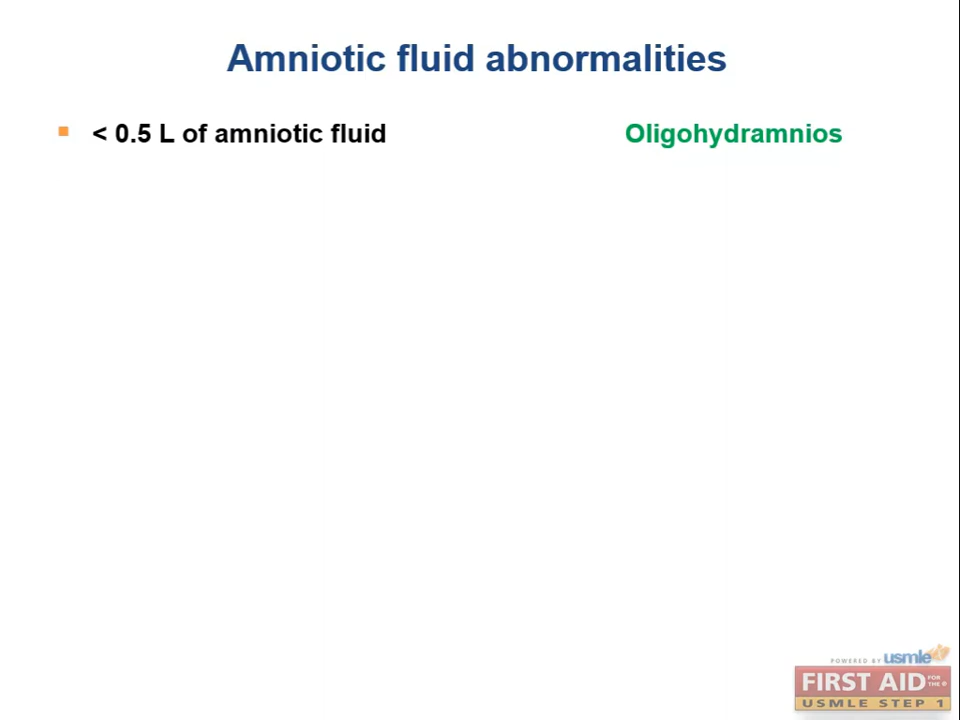 Amniotic fluid abnormalities
< 0.5 L of amniotic fluid Oligohydramnios
POWERED BY usmle
FIRST AID FOR THE
USMLE STEP 1